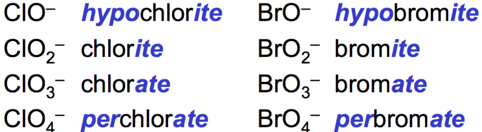 ClO⁻ hypochlorite BrO⁻ hypobromite
ClO₂⁻ chlorite BrO₂⁻ bromite
ClO₃⁻ chlorate BrO₃⁻ bromate
ClO₄⁻ perchlorate BrO₄⁻ perbromate